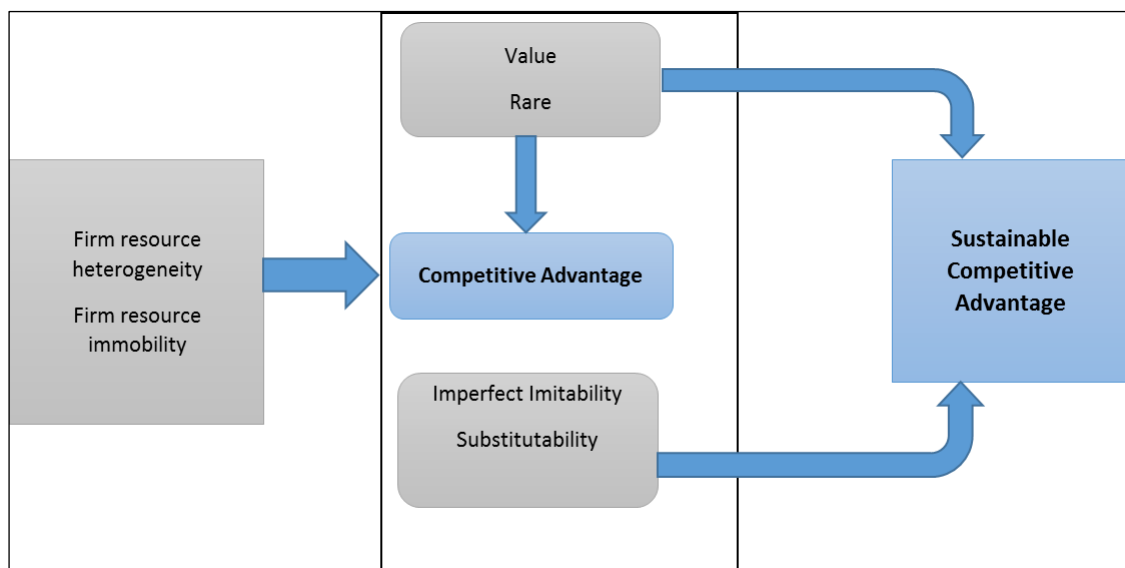 Firm resource
heterogeneity
Firm resource
immobility
Value
Rare
Competitive Advantage
Imperfect Imitability
Substitutability
Sustainable
Competitive
Advantage